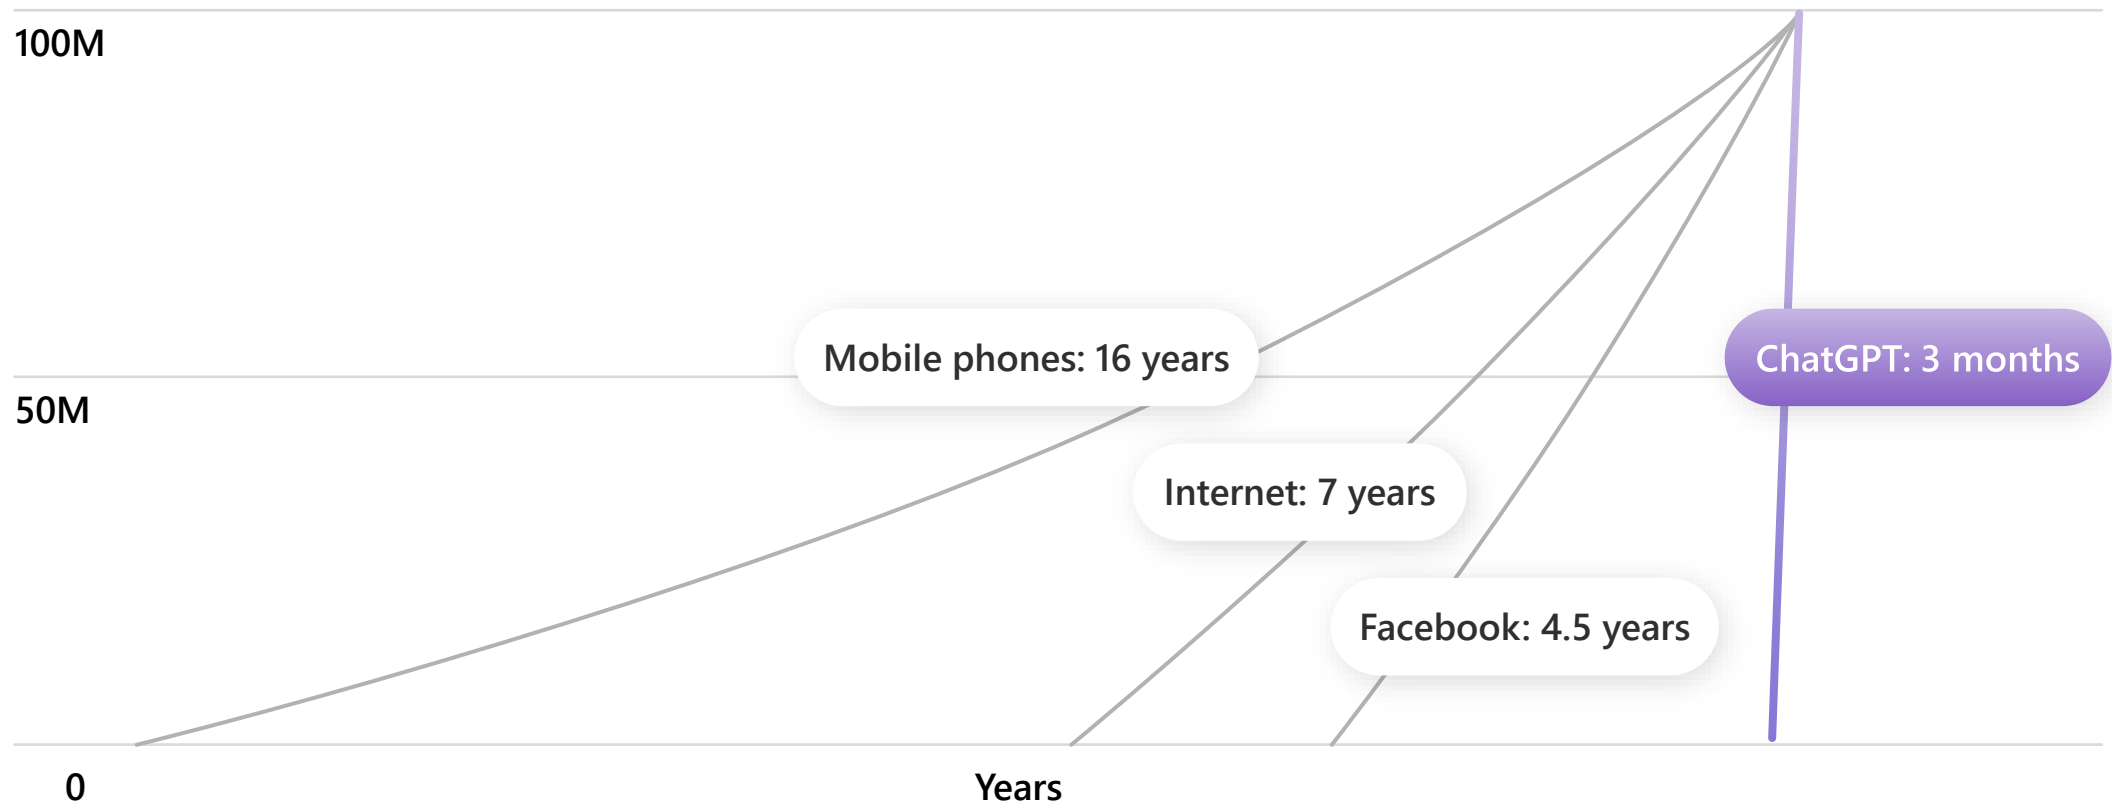 100M
Mobile phones: 16 years
ChatGPT: 3 months
50M
Internet: 7 years
Facebook: 4.5 years
0
Years